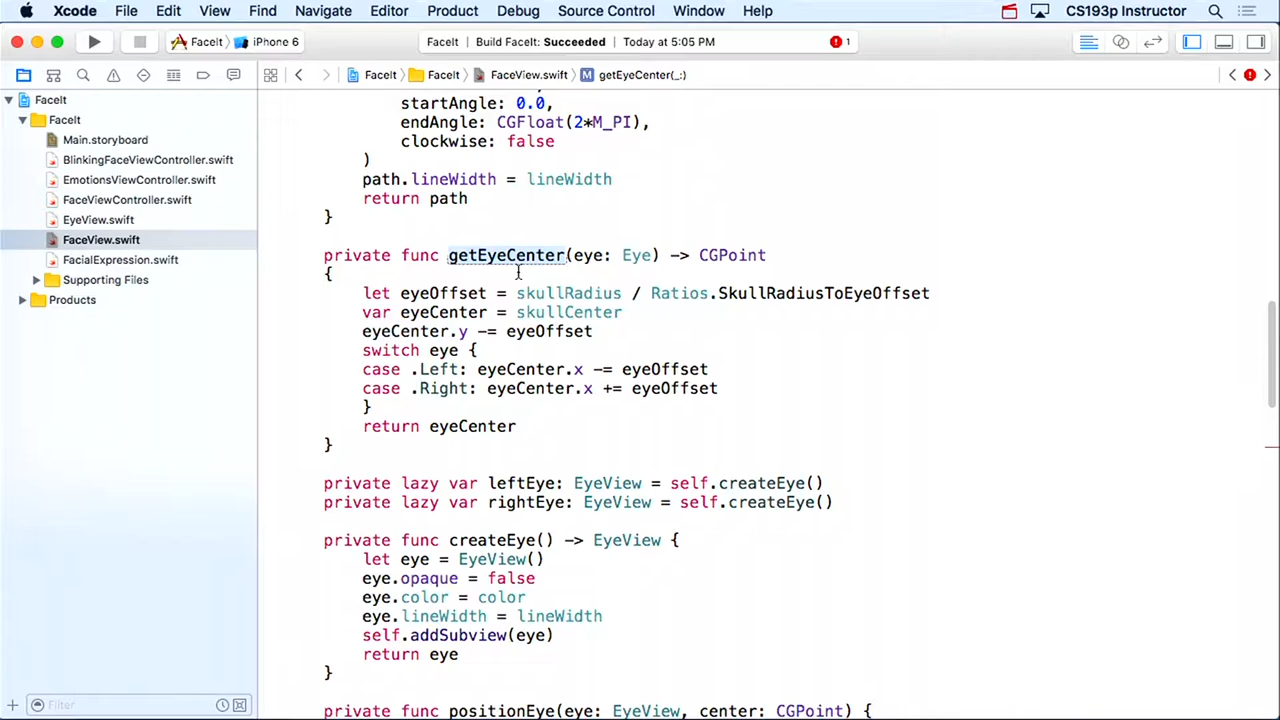 Xcode File Edit View Find Navigate Editor Product Debug Source Control Window Help CS193p Instructor
FaceIt iPhone 6 FaceIt Build FaceIt: Succeeded Today at 5:05 PM 1
FaceIt FaceIt FaceView.swift M getEyeCenter(_:)
FaceIt
FaceIt
Main.storyboard
BlinkingFaceViewController.swift
EmotionsViewController.swift
FaceViewController.swift
EyeView.swift
FaceView.swift
FacialExpression.swift
Supporting Files
Products
Filter
startAngle: 0.0,
endAngle: CGFloat(2*M_PI),
clockwise: false
)
path.lineWidth = lineWidth
return path
}
private func getEyeCenter(eye: Eye) -> CGPoint
{
let eyeOffset = skullRadius / Ratios.SkullRadiusToEyeOffset
var eyeCenter = skullCenter
eyeCenter.y -= eyeOffset
switch eye {
case .Left: eyeCenter.x -= eyeOffset
case .Right: eyeCenter.x += eyeOffset
}
return eyeCenter
}
private lazy var leftEye: EyeView = self.createEye()
private lazy var rightEye: EyeView = self.createEye()
private func createEye() -> EyeView {
let eye = EyeView()
eye.opaque = false
eye.color = color
eye.lineWidth = lineWidth
self.addSubview(eye)
return eye
}
private func positionEye(eye: EyeView, center: CGPoint) {